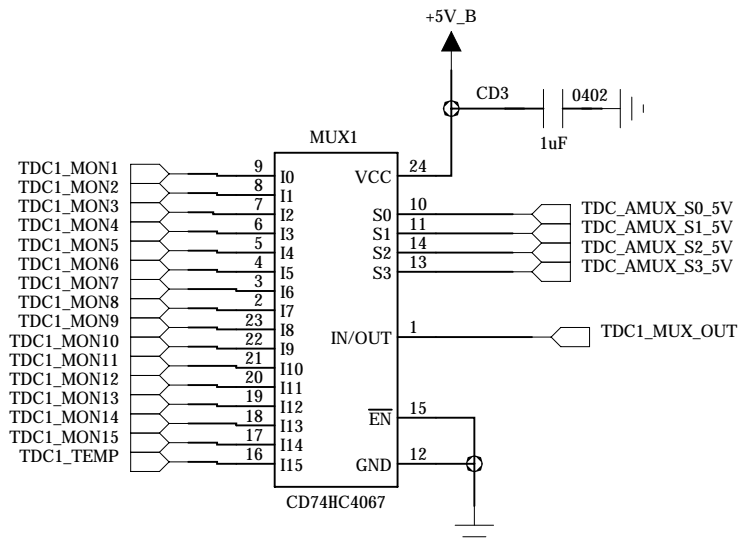 +5V_B
CD3 0402
1uF
MUX1
TDC1_MON1 9 I0 VCC 24
TDC1_MON2 8 I1
TDC1_MON3 7 I2 S0 10 TDC_AMUX_S0_5V
TDC1_MON4 6 I3 S1 11 TDC_AMUX_S1_5V
TDC1_MON5 5 I4 S2 14 TDC_AMUX_S2_5V
TDC1_MON6 4 I5 S3 13 TDC_AMUX_S3_5V
TDC1_MON7 3 I6
TDC1_MON8 2 I7
TDC1_MON9 23 I8 IN/OUT 1 TDC1_MUX_OUT
TDC1_MON10 22 I9
TDC1_MON11 21 I10
TDC1_MON12 20 I11
TDC1_MON13 19 I12
TDC1_MON14 18 I13 EN 15
TDC1_MON15 17 I14
TDC1_TEMP 16 I15 GND 12
CD74HC4067